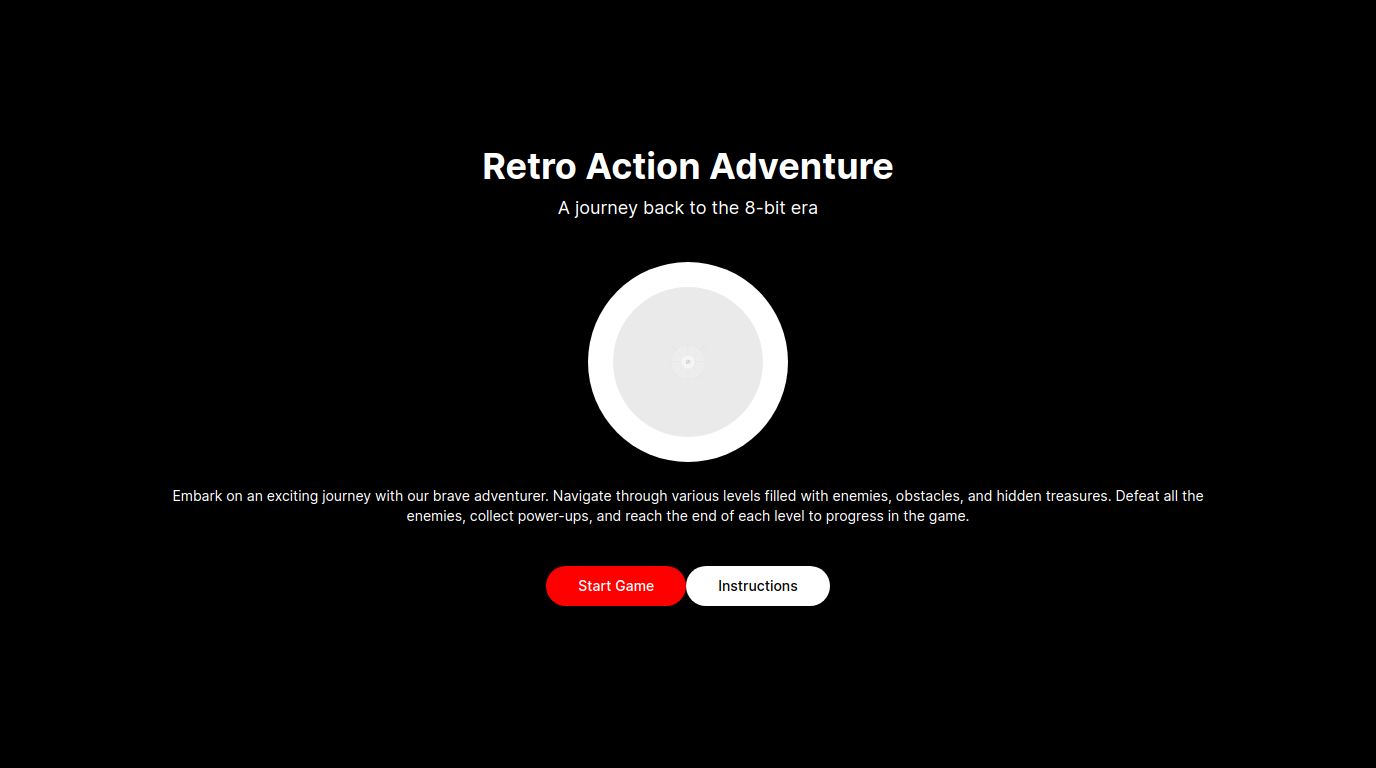 Retro Action Adventure
A journey back to the 8-bit era
Embark on an exciting journey with our brave adventurer. Navigate through various levels filled with enemies, obstacles, and hidden treasures. Defeat all the
enemies, collect power-ups, and reach the end of each level to progress in the game.
Start Game
Instructions